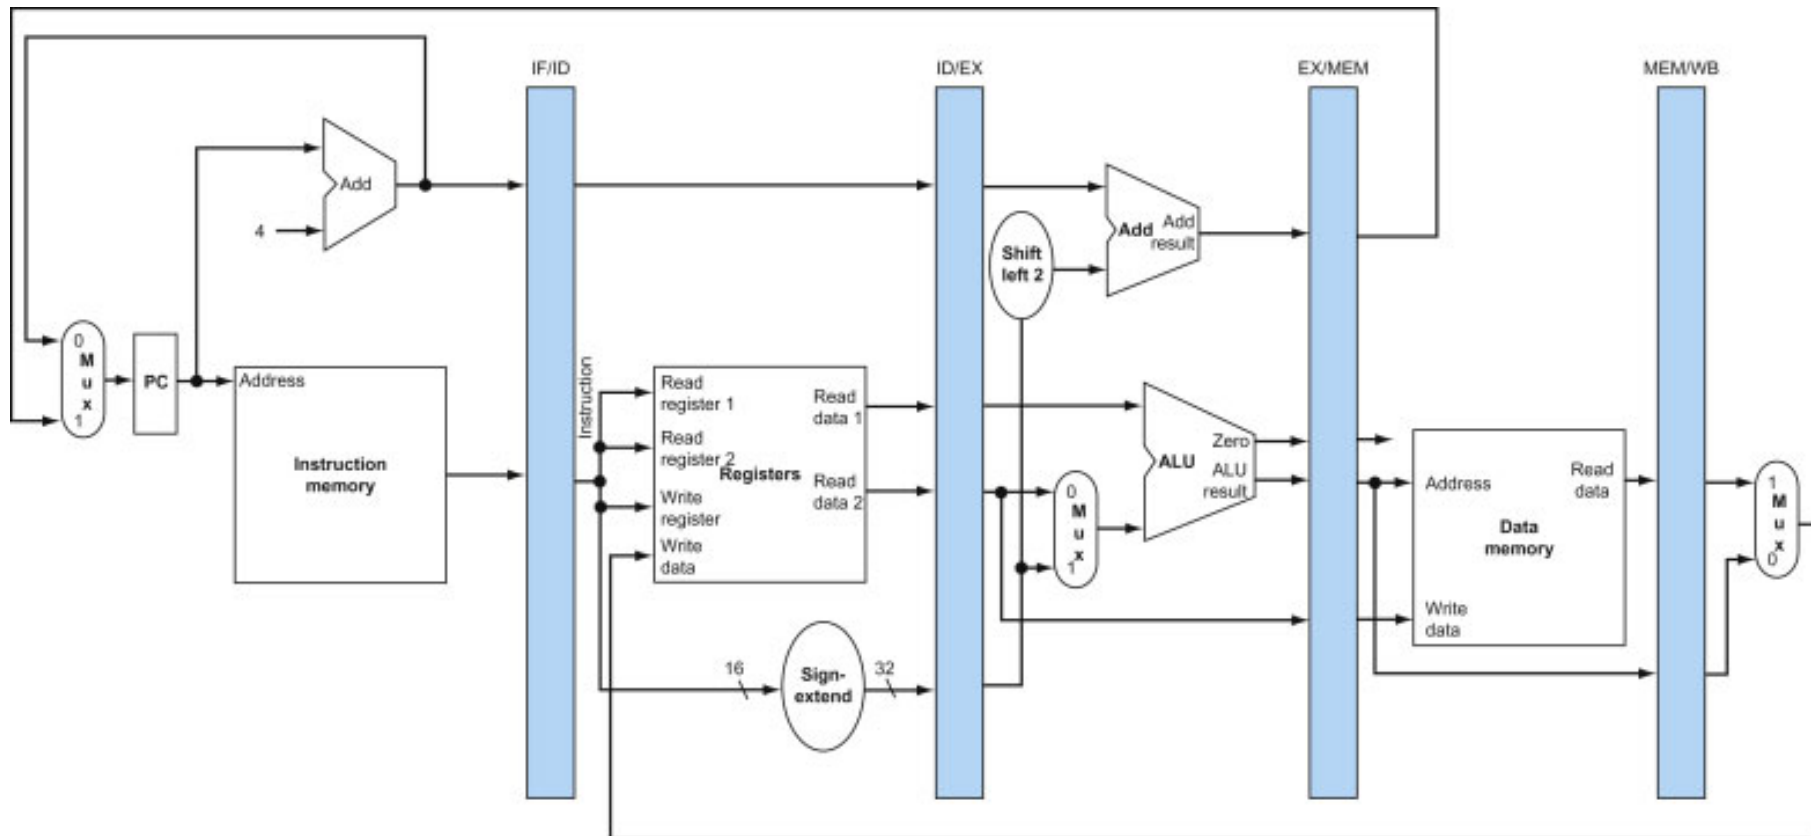 IF/ID
ID/EX
EX/MEM
MEM/WB
Add
4
Add
Add
result
Shift
left 2
0
M
u
x
1
PC
Address
Instruction
memory
Instruction
Read
register 1
Read
register 2
Write
register
Write
data
Registers
Read
data 1
Read
data 2
16
Sign-
extend
32
0
M
u
x
1
ALU
Zero
ALU
result
Address
Read
data
Data
memory
Write
data
1
M
u
x
0